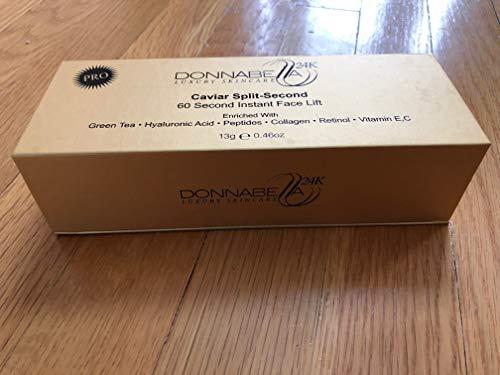 PRO
DONNABELLA 24K
LUXURY SKINCARE
Caviar Split-Second
60 Second Instant Face Lift
Enriched With
Green Tea • Hyaluronic Acid • Peptides • Collagen • Retinol • Vitamin E,C
13g ℮ 0.46oz
DONNABELLA 24K
LUXURY SKINCARE